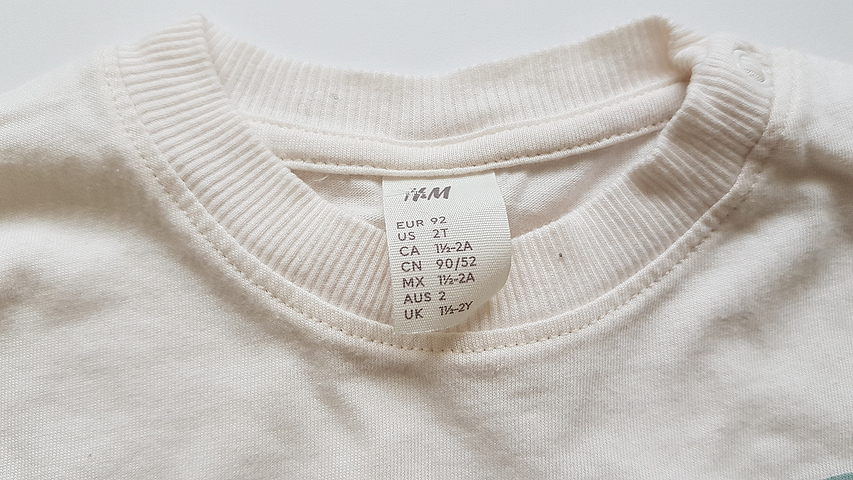 H&M
EUR 92
US 2T
CA 1½-2A
CN 90/52
MX 1½-2A
AUS 2
UK 1½-2Y